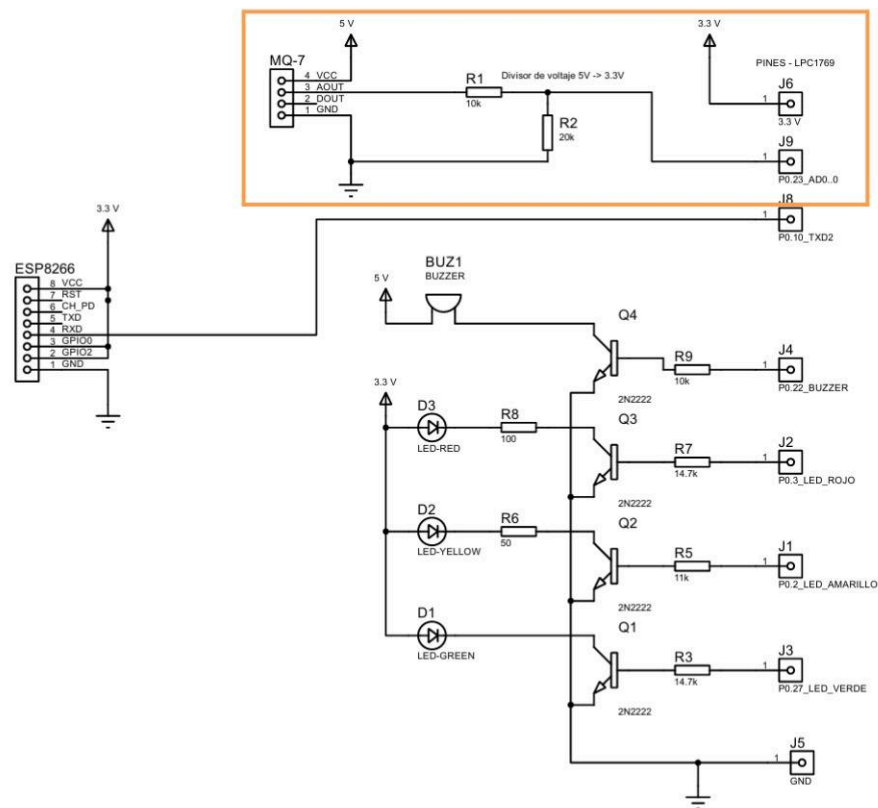 5 V
3.3 V
MQ-7
PINES - LPC1769
4 VCC
3 AOUT
2 DOUT
1 GND
R1
10k
Divisor de voltaje 5V -> 3.3V
R2
20k
J6
1
3.3 V
J9
1
P0.23_AD0..0
J8
1
P0.10_TXD2
3.3 V
ESP8266
8 VCC
7 RST
6 CH_PD
5 TXD
4 RXD
3 GPIO0
2 GPIO2
1 GND
BUZ1
BUZZER
5 V
Q4
2N2222
R9
10k
J4
1
P0.22_BUZZER
3.3 V
D3
LED-RED
R8
100
Q3
2N2222
R7
14.7k
J2
1
P0.3_LED_ROJO
D2
LED-YELLOW
R6
50
Q2
2N2222
R5
11k
J1
1
P0.2_LED_AMARILLO
D1
LED-GREEN
Q1
2N2222
R3
14.7k
J3
1
P0.27_LED_VERDE
J5
1
GND